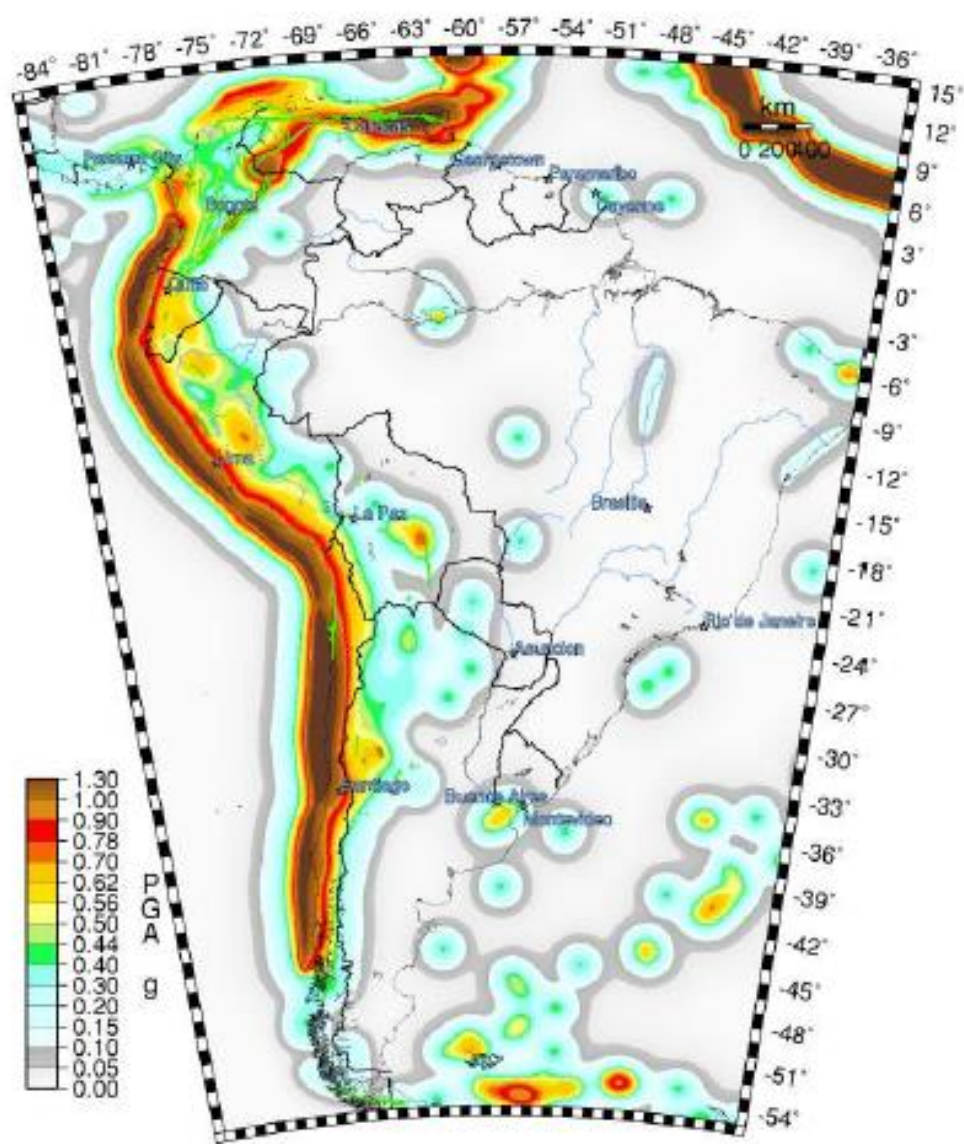 -84° -81° -78° -75° -72° -69° -66° -63° -60° -57° -54° -51° -48° -45° -42° -39° -36°
15°
12°
9°
6°
3°
0°
-3°
-6°
-9°
-12°
-15°
-18°
-21°
-24°
-27°
-30°
-33°
-36°
-39°
-42°
-45°
-48°
-51°
-54°
km
0 200400
Panama City
Caracas
Georgetown
Paramaribo
Cayenne
Bogota
Quito
Lima
La Paz
Brasilia
Rio de Janeiro
Asuncion
Santiago
Buenos Aires
Montevideo
1.30
1.00
0.90
0.78
0.70
0.62
0.56
0.50
0.44
0.40
0.30
0.20
0.15
0.10
0.05
0.00
PGA g